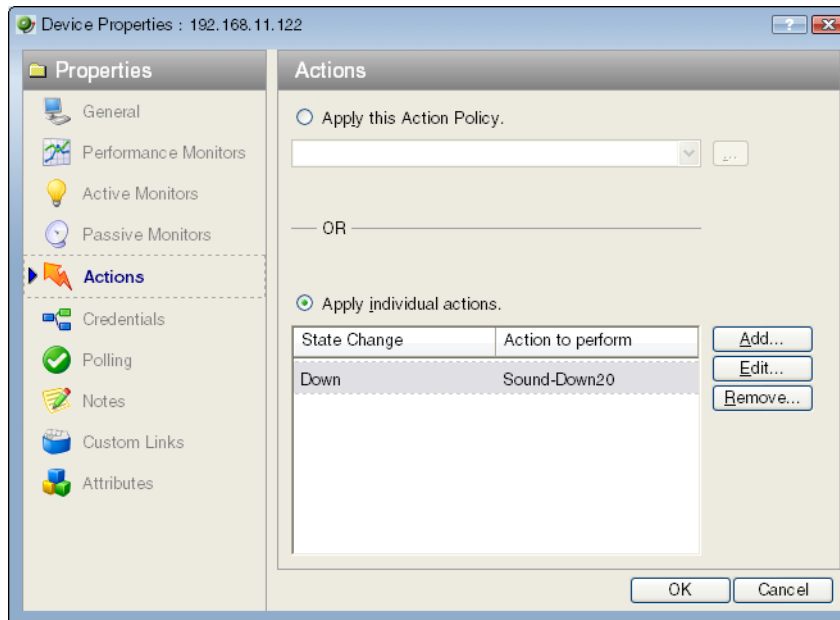 Device Properties : 192.168.11.122
Properties
General
Performance Monitors
Active Monitors
Passive Monitors
Actions
Credentials
Polling
Notes
Custom Links
Attributes
Actions
Apply this Action Policy.
...
OR
Apply individual actions.
State Change Action to perform
Down Sound-Down20
Add...
Edit...
Remove...
OK Cancel